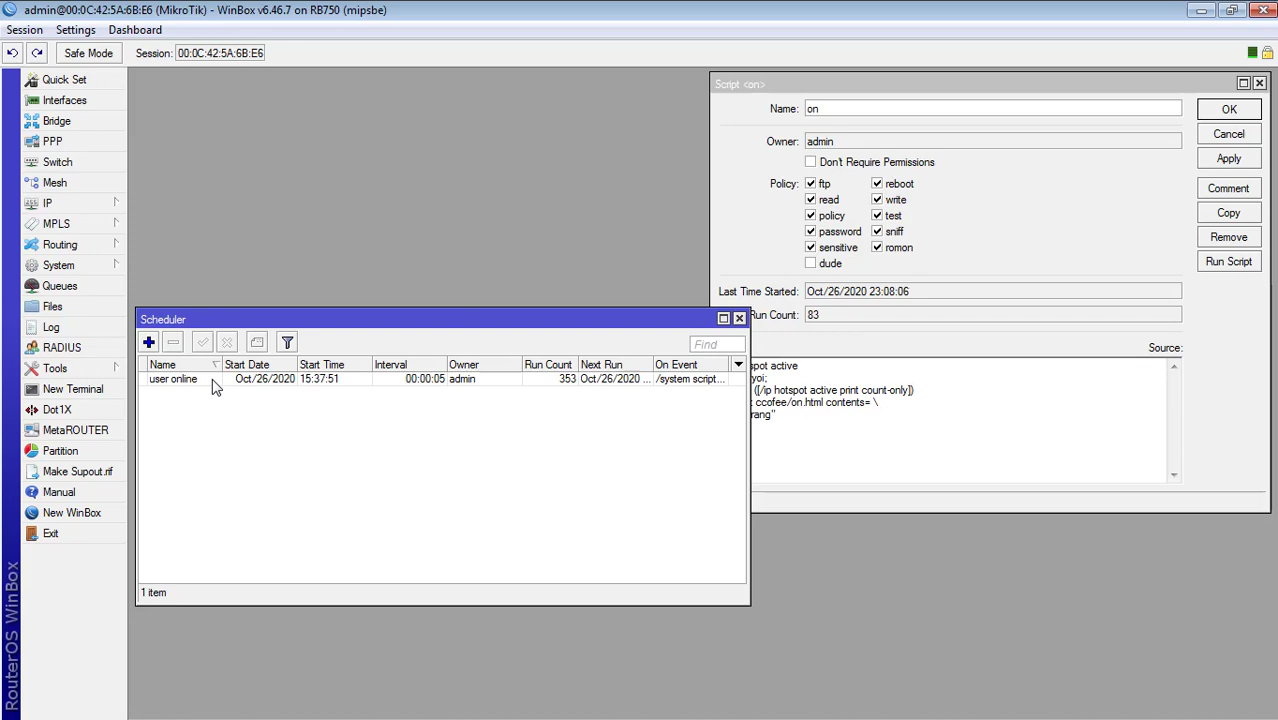 admin@00:0C:42:5A:6B:E6 (MikroTik) - WinBox v6.46.7 on RB750 (mipsbe)
Session Settings Dashboard
Safe Mode Session: 00:0C:42:5A:6B:E6
Quick Set
Interfaces
Bridge
PPP
Switch
Mesh
IP
MPLS
Routing
System
Queues
Files
Log
RADIUS
Tools
New Terminal
Dot1X
MetaROUTER
Partition
Make Supout.rif
Manual
New WinBox
Exit
RouterOS WinBox
Script <on>
Name: on
OK
Owner: admin
Cancel
Don't Require Permissions
Apply
Policy: ftp reboot
read write
policy test
password sniff
sensitive romon
dude
Comment
Copy
Remove
Run Script
Last Time Started: Oct/26/2020 23:08:06
Run Count: 83
Source:
spot active
yoi;
([/ip hotspot active print count-only])
ccofee/on.html contents= \
rang"
Scheduler
Find
Name Start Date Start Time Interval Owner Run Count Next Run On Event
user online Oct/26/2020 15:37:51 00:00:05 admin 353 Oct/26/2020 ... /system script...
1 item